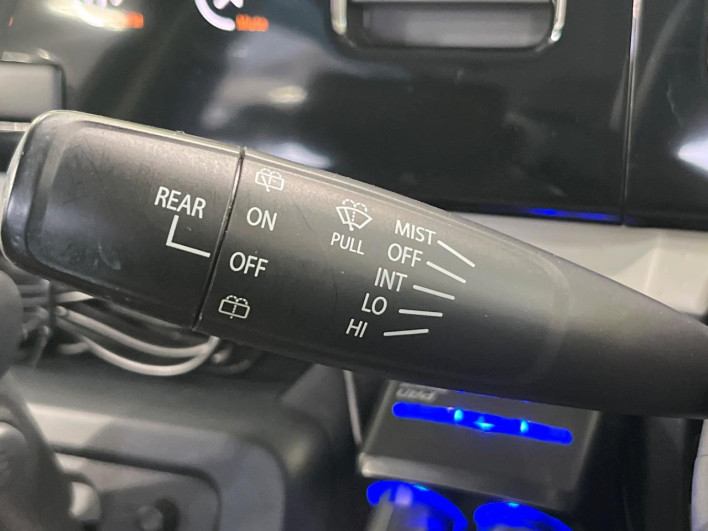 REAR
ON
OFF
PULL
MIST
OFF
INT
LO
HI